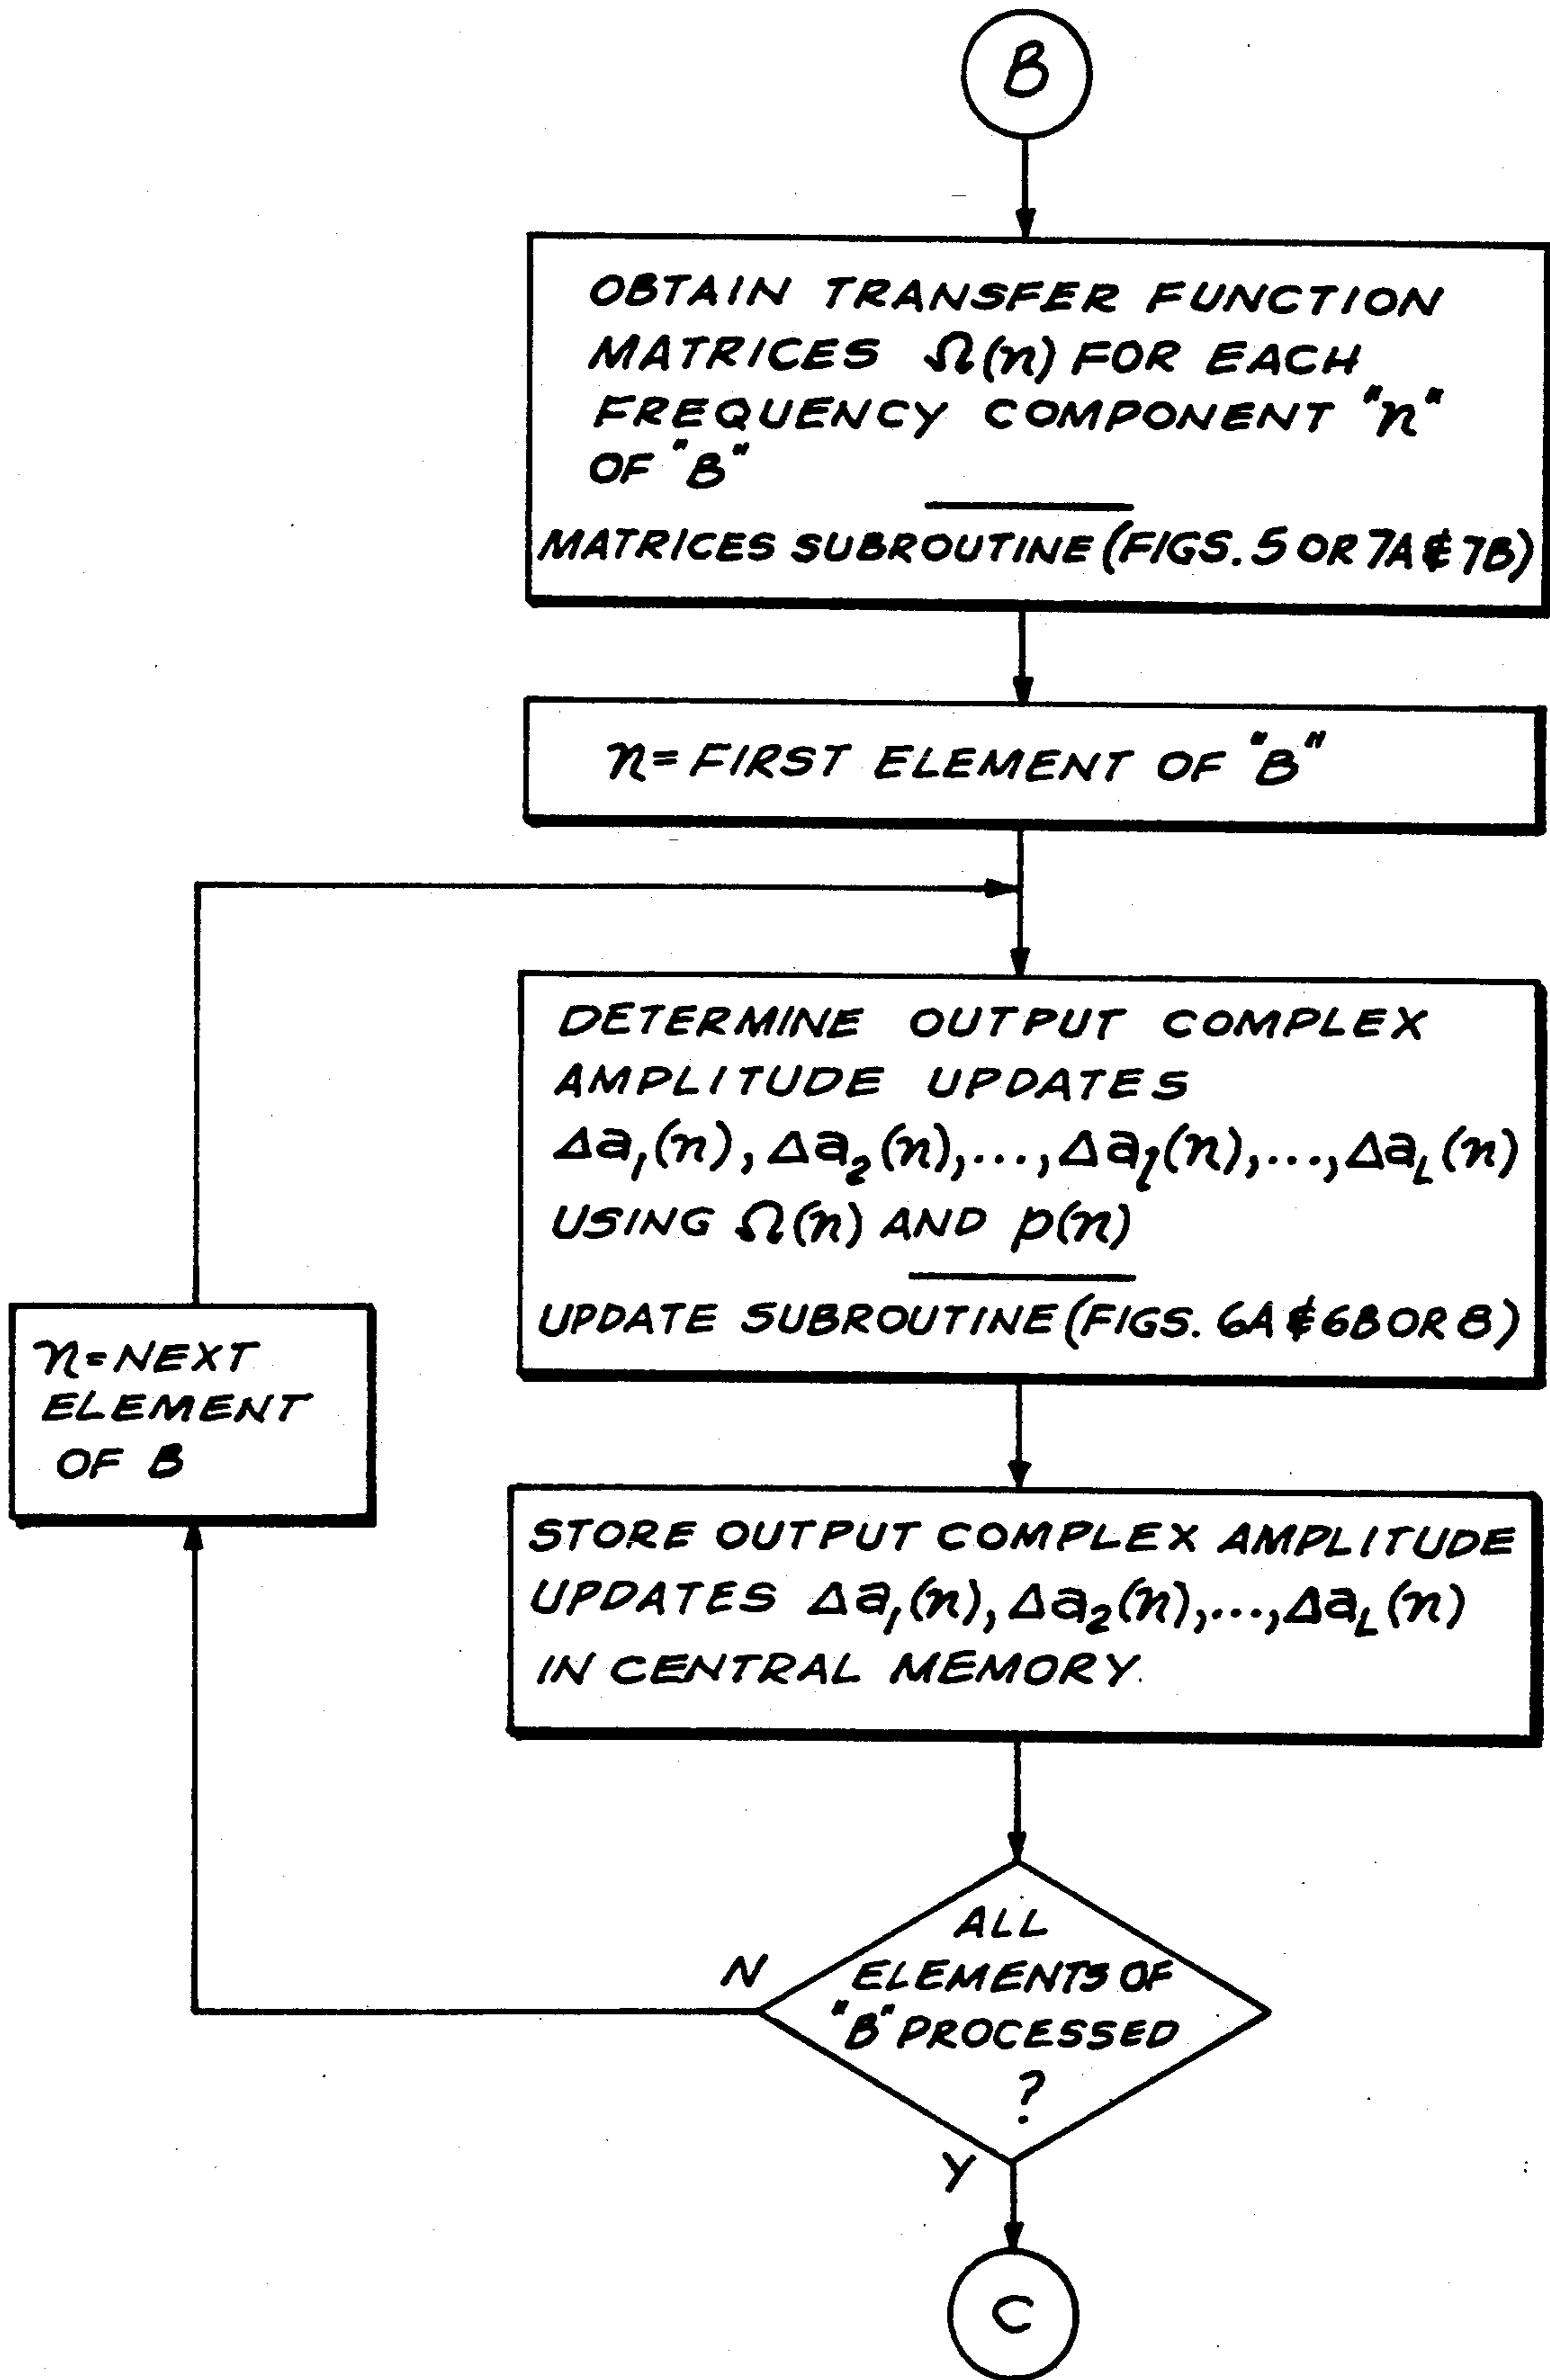 B
OBTAIN TRANSFER FUNCTION
MATRICES Ω(n) FOR EACH
FREQUENCY COMPONENT "n"
OF "B"
MATRICES SUBROUTINE (FIGS. 5 OR 7A & 7B)
n = FIRST ELEMENT OF "B"
DETERMINE OUTPUT COMPLEX
AMPLITUDE UPDATES
Δa₁(n), Δa₂(n),..., Δaₗ(n),..., Δa_L(n)
USING Ω(n) AND p(n)
UPDATE SUBROUTINE (FIGS. 6A & 6B OR 8)
n = NEXT
ELEMENT
OF B
STORE OUTPUT COMPLEX AMPLITUDE
UPDATES Δa₁(n), Δa₂(n),..., Δa_L(n)
IN CENTRAL MEMORY.
ALL
ELEMENTS OF
"B" PROCESSED
?
N
Y
C